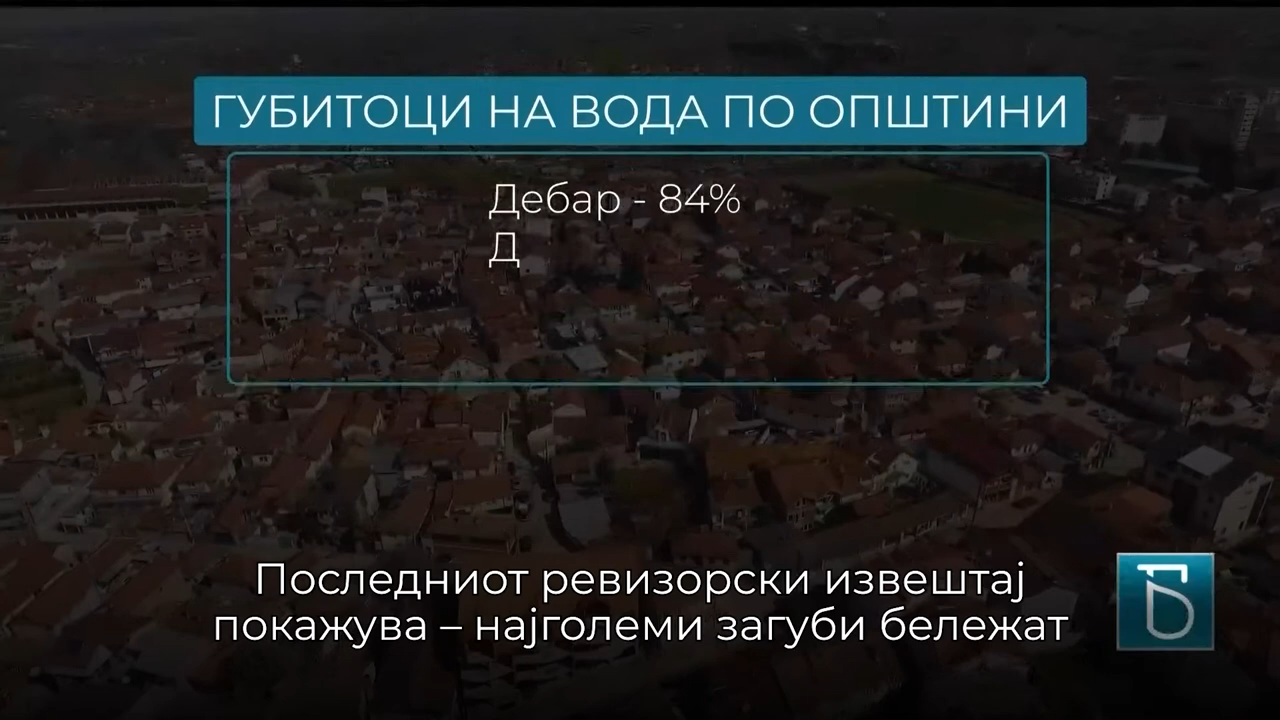 ГУБИТОЦИ НА ВОДА ПО ОПШТИНИ
Дебар - 84%
Д
Последниот ревизорски извештај
покажува – најголеми загуби бележат